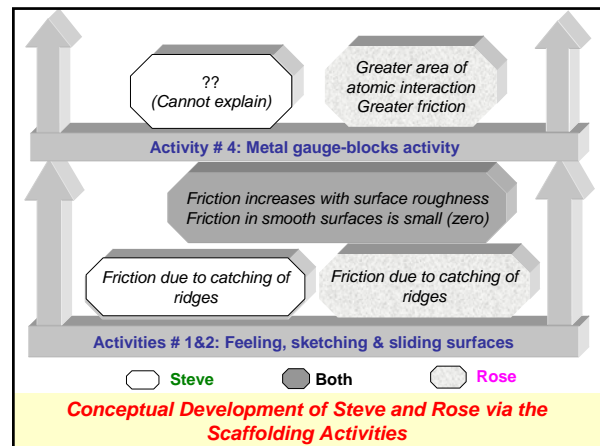 ??
(Cannot explain)
Greater area of
atomic interaction
Greater friction
Activity # 4: Metal gauge-blocks activity
Friction increases with surface roughness
Friction in smooth surfaces is small (zero)
Friction due to catching of
ridges
Friction due to catching of
ridges
Activities # 1&2: Feeling, sketching & sliding surfaces
Steve
Both
Rose
Conceptual Development of Steve and Rose via the
Scaffolding Activities